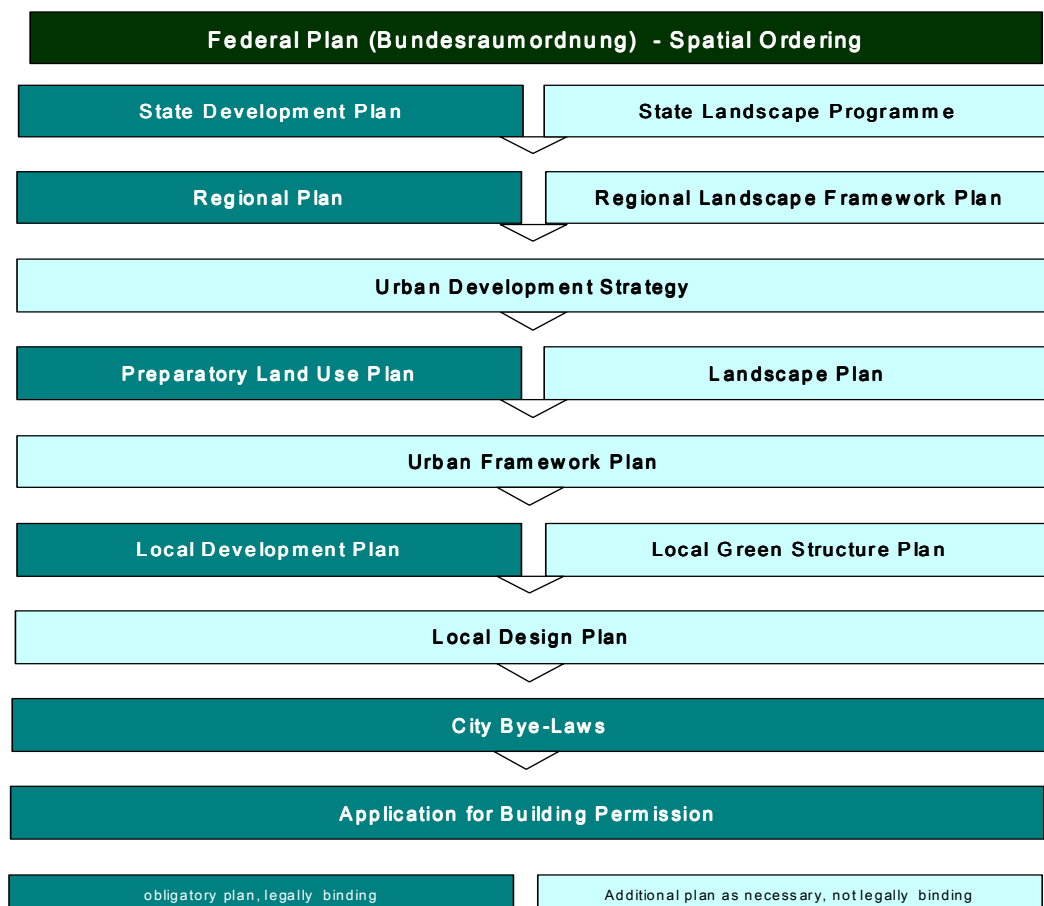 Federal Plan (Bundesraumordnung) - Spatial Ordering
State Development Plan
State Landscape Programme
Regional Plan
Regional Landscape Framework Plan
Urban Development Strategy
Preparatory Land Use Plan
Landscape Plan
Urban Framework Plan
Local Development Plan
Local Green Structure Plan
Local Design Plan
City Bye-Laws
Application for Building Permission
obligatory plan, legally binding
Additional plan as necessary, not legally binding